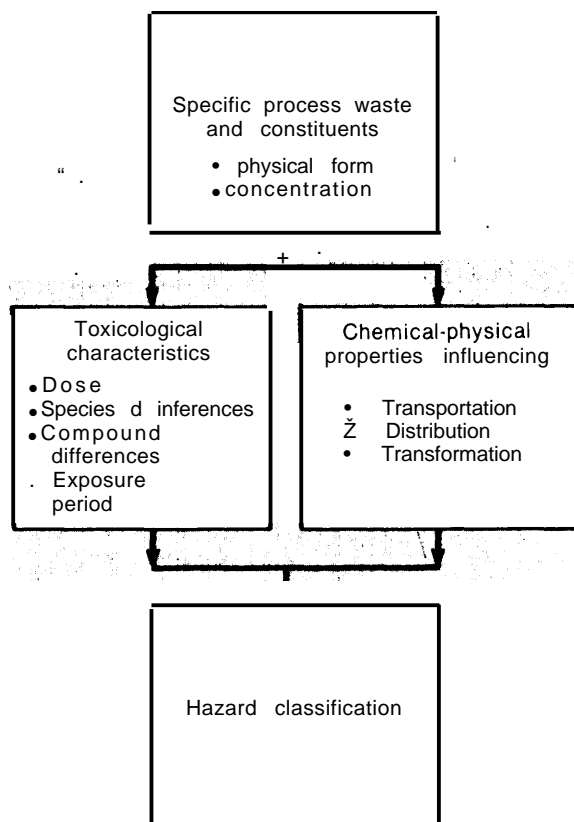 Specific process waste
and constituents
• physical form
• concentration
“ .
+
Toxicological
characteristics
• Dose
• Species d inferences
• Compound
differences
. Exposure
period
Chemical-physical
properties influencing
• Transportation
Ž Distribution
• Transformation
Hazard classification